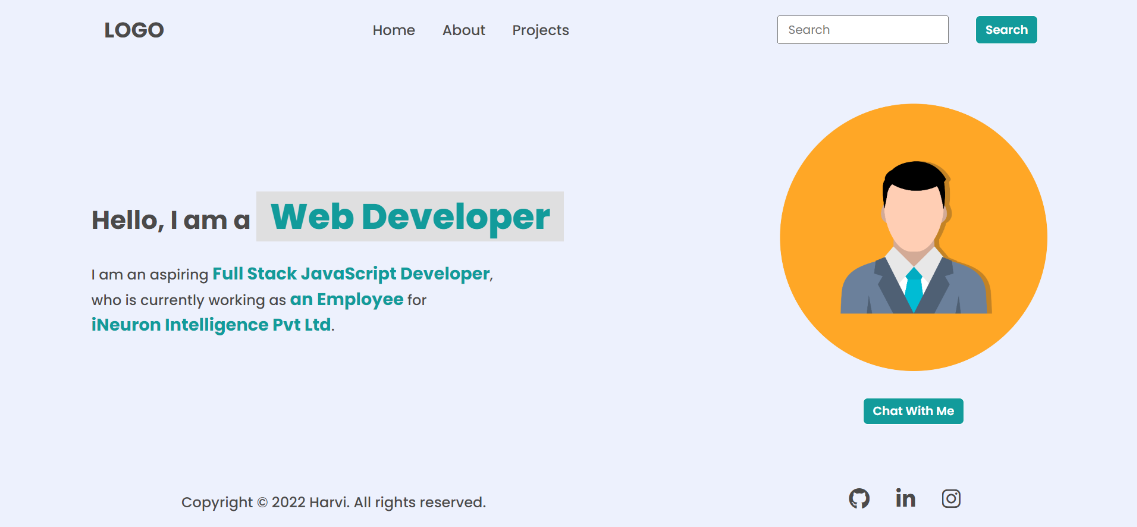 LOGO
Home About Projects
Search
Search
Hello, I am a Web Developer
I am an aspiring Full Stack JavaScript Developer,
who is currently working as an Employee for
iNeuron Intelligence Pvt Ltd.
Chat With Me
Copyright © 2022 Harvi. All rights reserved.
in